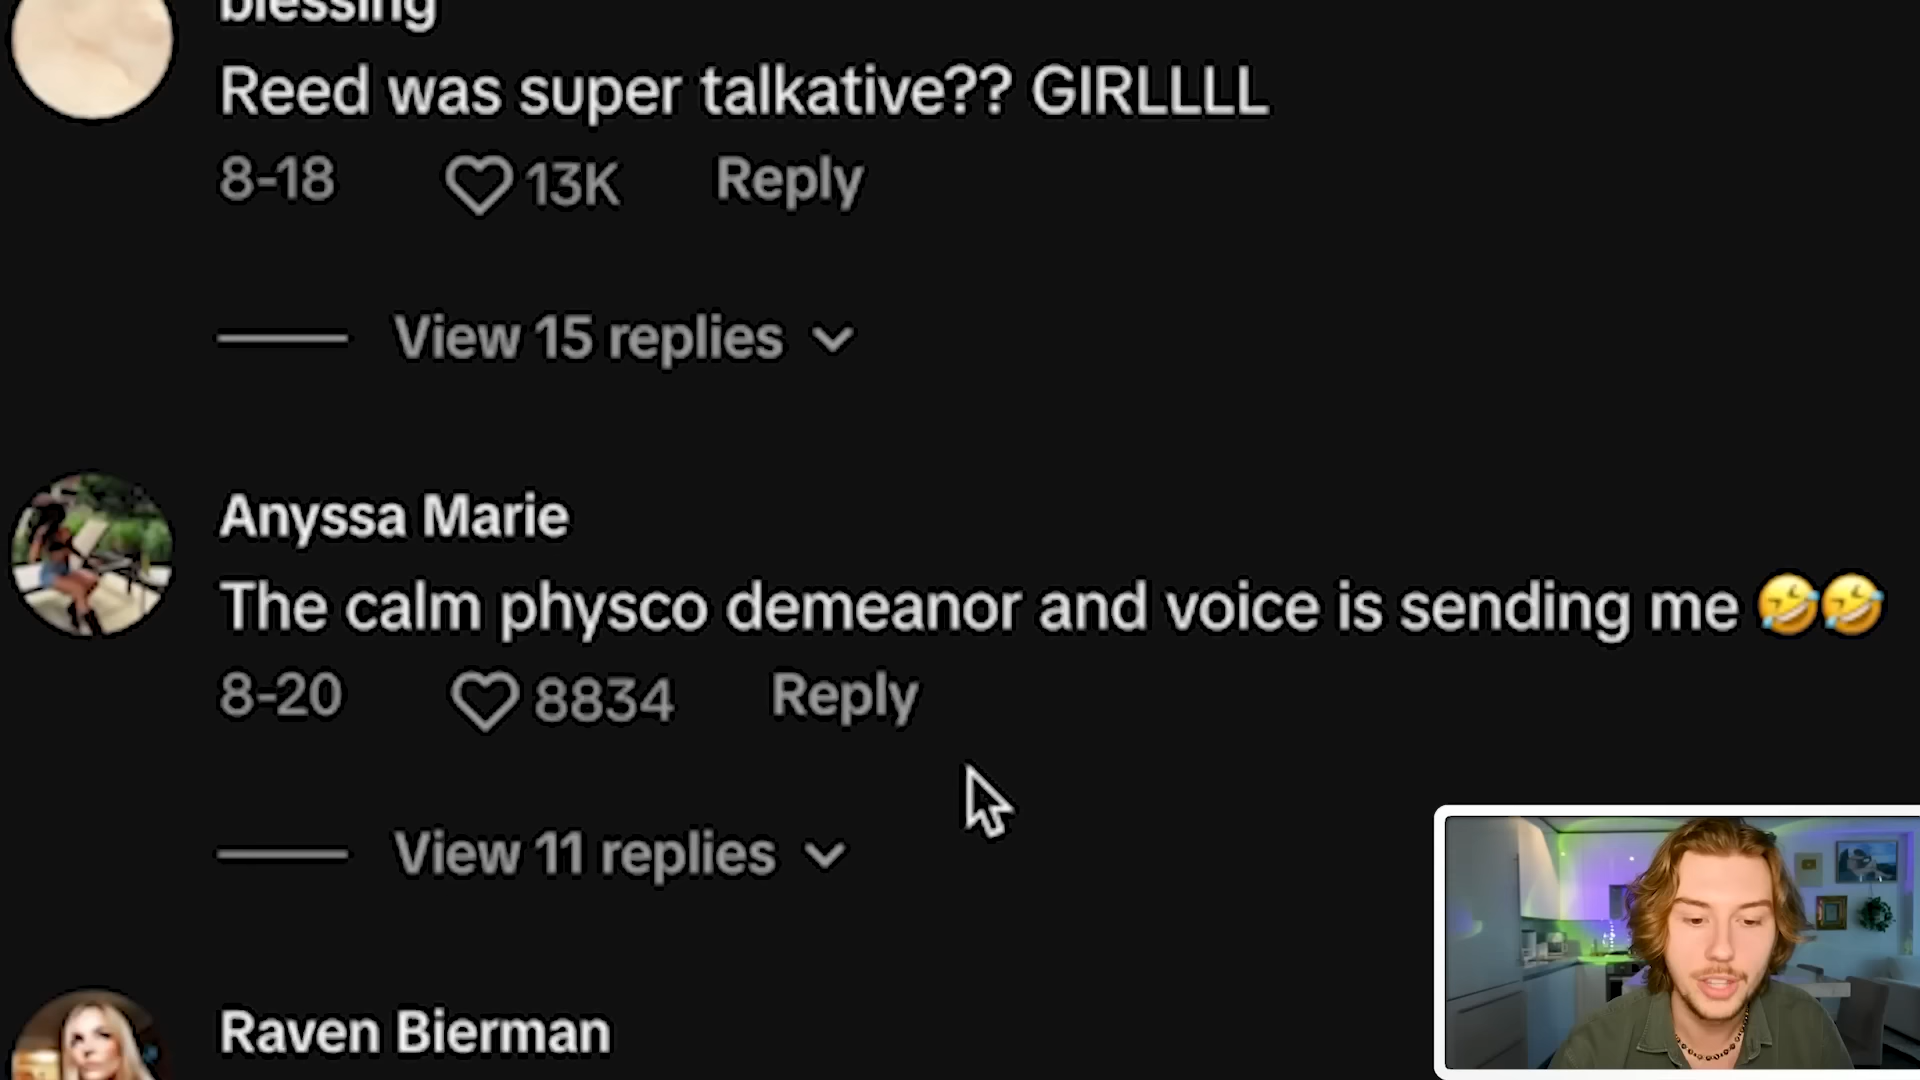 blessing
Reed was super talkative?? GIRLLLL
8-18 13K Reply
View 15 replies
Anyssa Marie
The calm physco demeanor and voice is sending me 🤣🤣
8-20 8834 Reply
View 11 replies
Raven Bierman